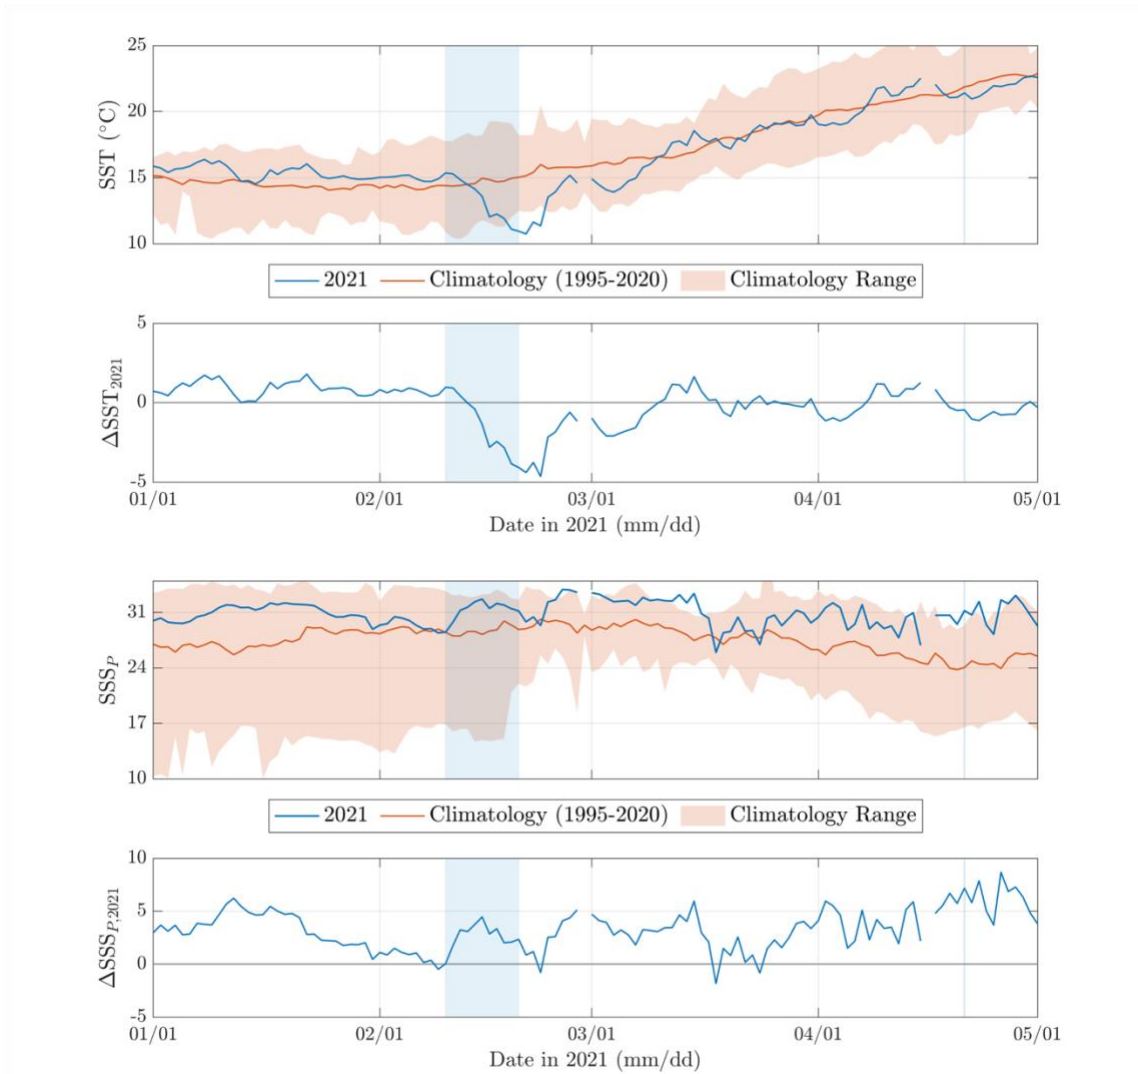 25
20
15
10
SST (°C)
2021 Climatology (1995-2020) Climatology Range
5
0
-5
ΔSST2021
01/01 02/01 03/01 04/01 05/01
Date in 2021 (mm/dd)
31
24
17
10
SSSP
2021 Climatology (1995-2020) Climatology Range
10
5
0
-5
ΔSSSP,2021
01/01 02/01 03/01 04/01 05/01
Date in 2021 (mm/dd)